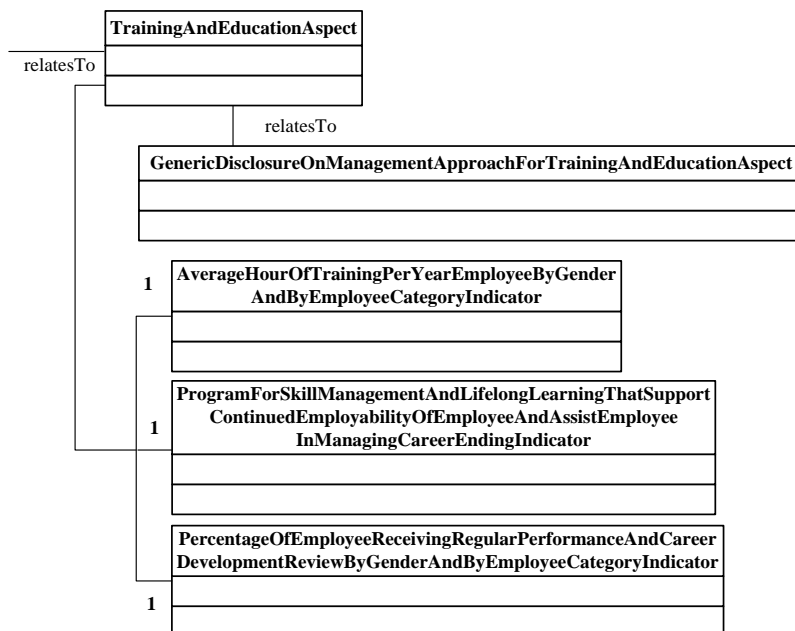 TrainingAndEducationAspect
relatesTo
relatesTo
GenericDisclosureOnManagementApproachForTrainingAndEducationAspect
1
AverageHourOfTrainingPerYearEmployeeByGender
AndByEmployeeCategoryIndicator
ProgramForSkillManagementAndLifelongLearningThatSupport
ContinuedEmployabilityOfEmployeeAndAssistEmployee
1
InManagingCareerEndingIndicator
PercentageOfEmployeeReceivingRegularPerformanceAndCareer
DevelopmentReviewByGenderAndByEmployeeCategoryIndicator
1